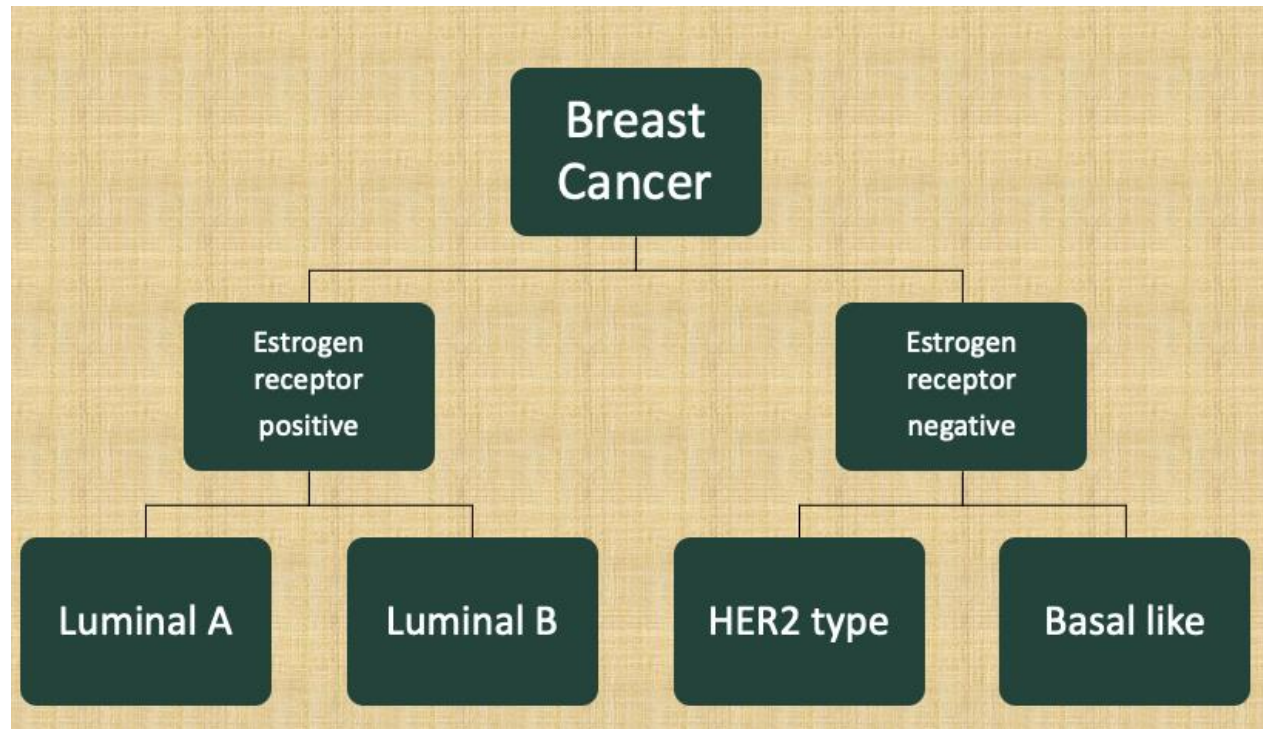 Breast
Cancer
Estrogen
receptor
positive
Estrogen
receptor
negative
Luminal A
Luminal B
HER2 type
Basal like